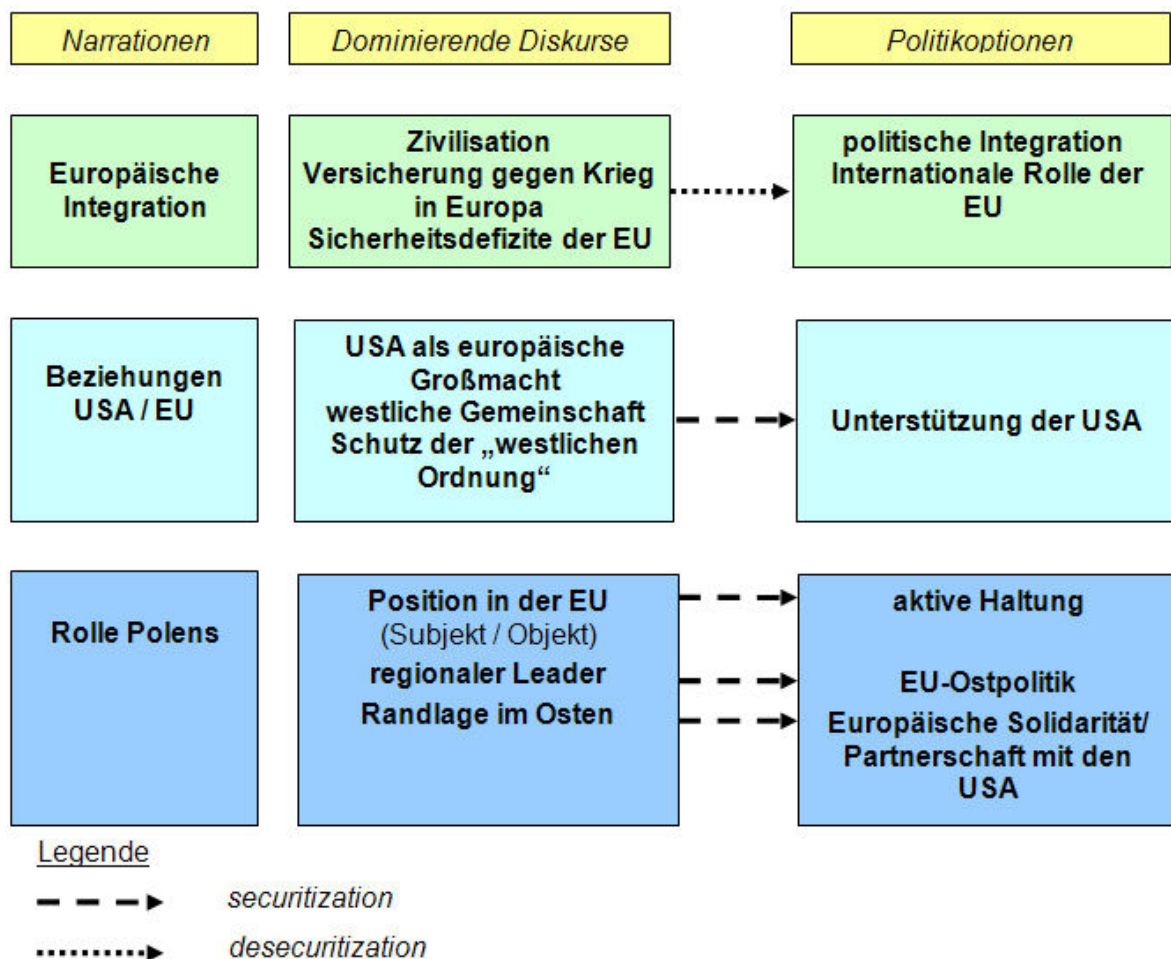 Narrationen
Dominierende Diskurse
Politikoptionen
Europäische
Integration
Zivilisation
Versicherung gegen Krieg
in Europa
Sicherheitsdefizite der EU
politische Integration
Internationale Rolle der
EU
Beziehungen
USA / EU
USA als europäische
Großmacht
westliche Gemeinschaft
Schutz der „westlichen
Ordnung“
Unterstützung der USA
Rolle Polens
Position in der EU
(Subjekt / Objekt)
regionaler Leader
Randlage im Osten
aktive Haltung
EU-Ostpolitik
Europäische Solidarität/
Partnerschaft mit den
USA
Legende
securitization
desecuritization